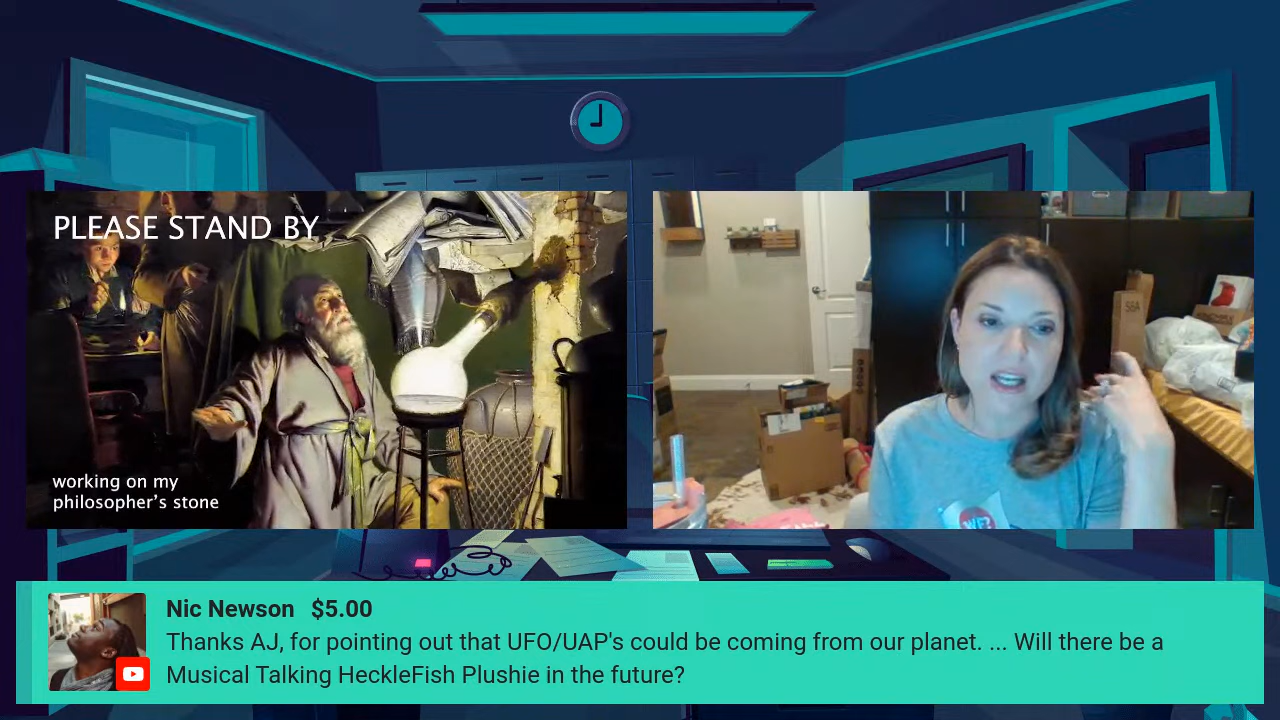 PLEASE STAND BY
working on my
philosopher's stone
Nic Newson $5.00
Thanks AJ, for pointing out that UFO/UAP's could be coming from our planet. ... Will there be a
Musical Talking HeckleFish Plushie in the future?